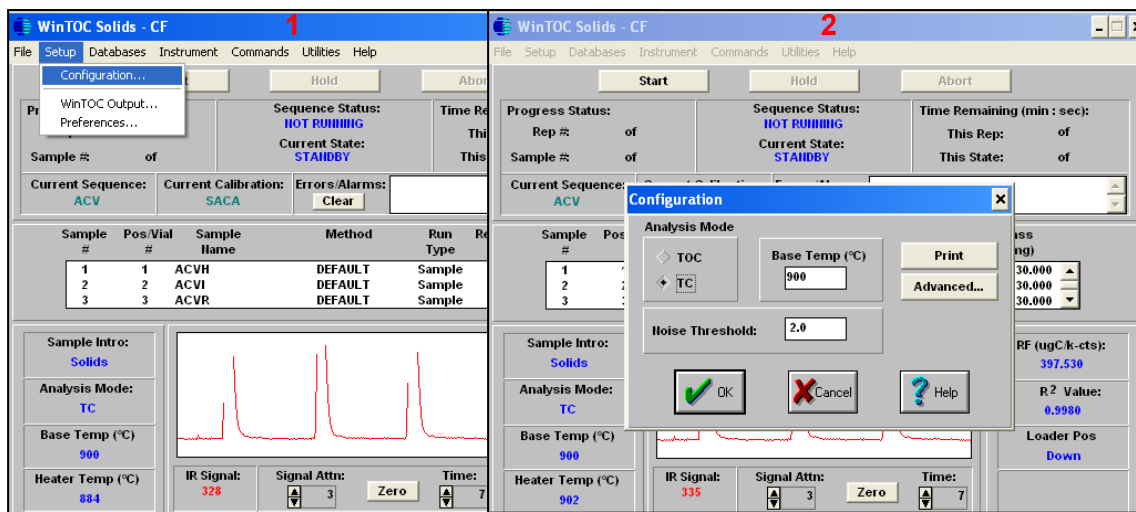 WinTOC Solids - CF 1
File Setup Databases Instrument Commands Utilities Help
Configuration...
WinTOC Output...
Preferences...
Hold
Sequence Status:
NOT RUNNING
Current State:
STANDBY
Sample #: of
Current Sequence: Current Calibration: Errors/Alarms:
ACV SACA Clear
Sample Pos/Vial Sample Method Run
# # Name Type
1 1 ACVH DEFAULT Sample
2 2 ACVI DEFAULT Sample
3 3 ACVR DEFAULT Sample
Sample Intro:
Solids
Analysis Mode:
TC
Base Temp (°C)
900
Heater Temp (°C)
884
IR Signal:
328
Signal Attn:
3
Zero
Time:
7
WinTOC Solids - CF 2
File Setup Databases Instrument Commands Utilities Help
Start Hold Abort
Progress Status:
Rep #: of
Sample #: of
Sequence Status:
NOT RUNNING
Current State:
STANDBY
Time Remaining (min : sec):
This Rep: of
This State: of
Current Sequence:
ACV
Configuration
Analysis Mode
TOC
TC
Base Temp (°C)
900
Print
Advanced...
Noise Threshold: 2.0
OK Cancel Help
Sample
#
1
2
3
30.000
30.000
30.000
Sample Intro:
Solids
Analysis Mode:
TC
Base Temp (°C)
900
Heater Temp (°C)
902
IR Signal:
335
Signal Attn:
3
Zero
Time:
7
RF (ugC/k-cts):
397.530
R2 Value:
0.9980
Loader Pos
Down